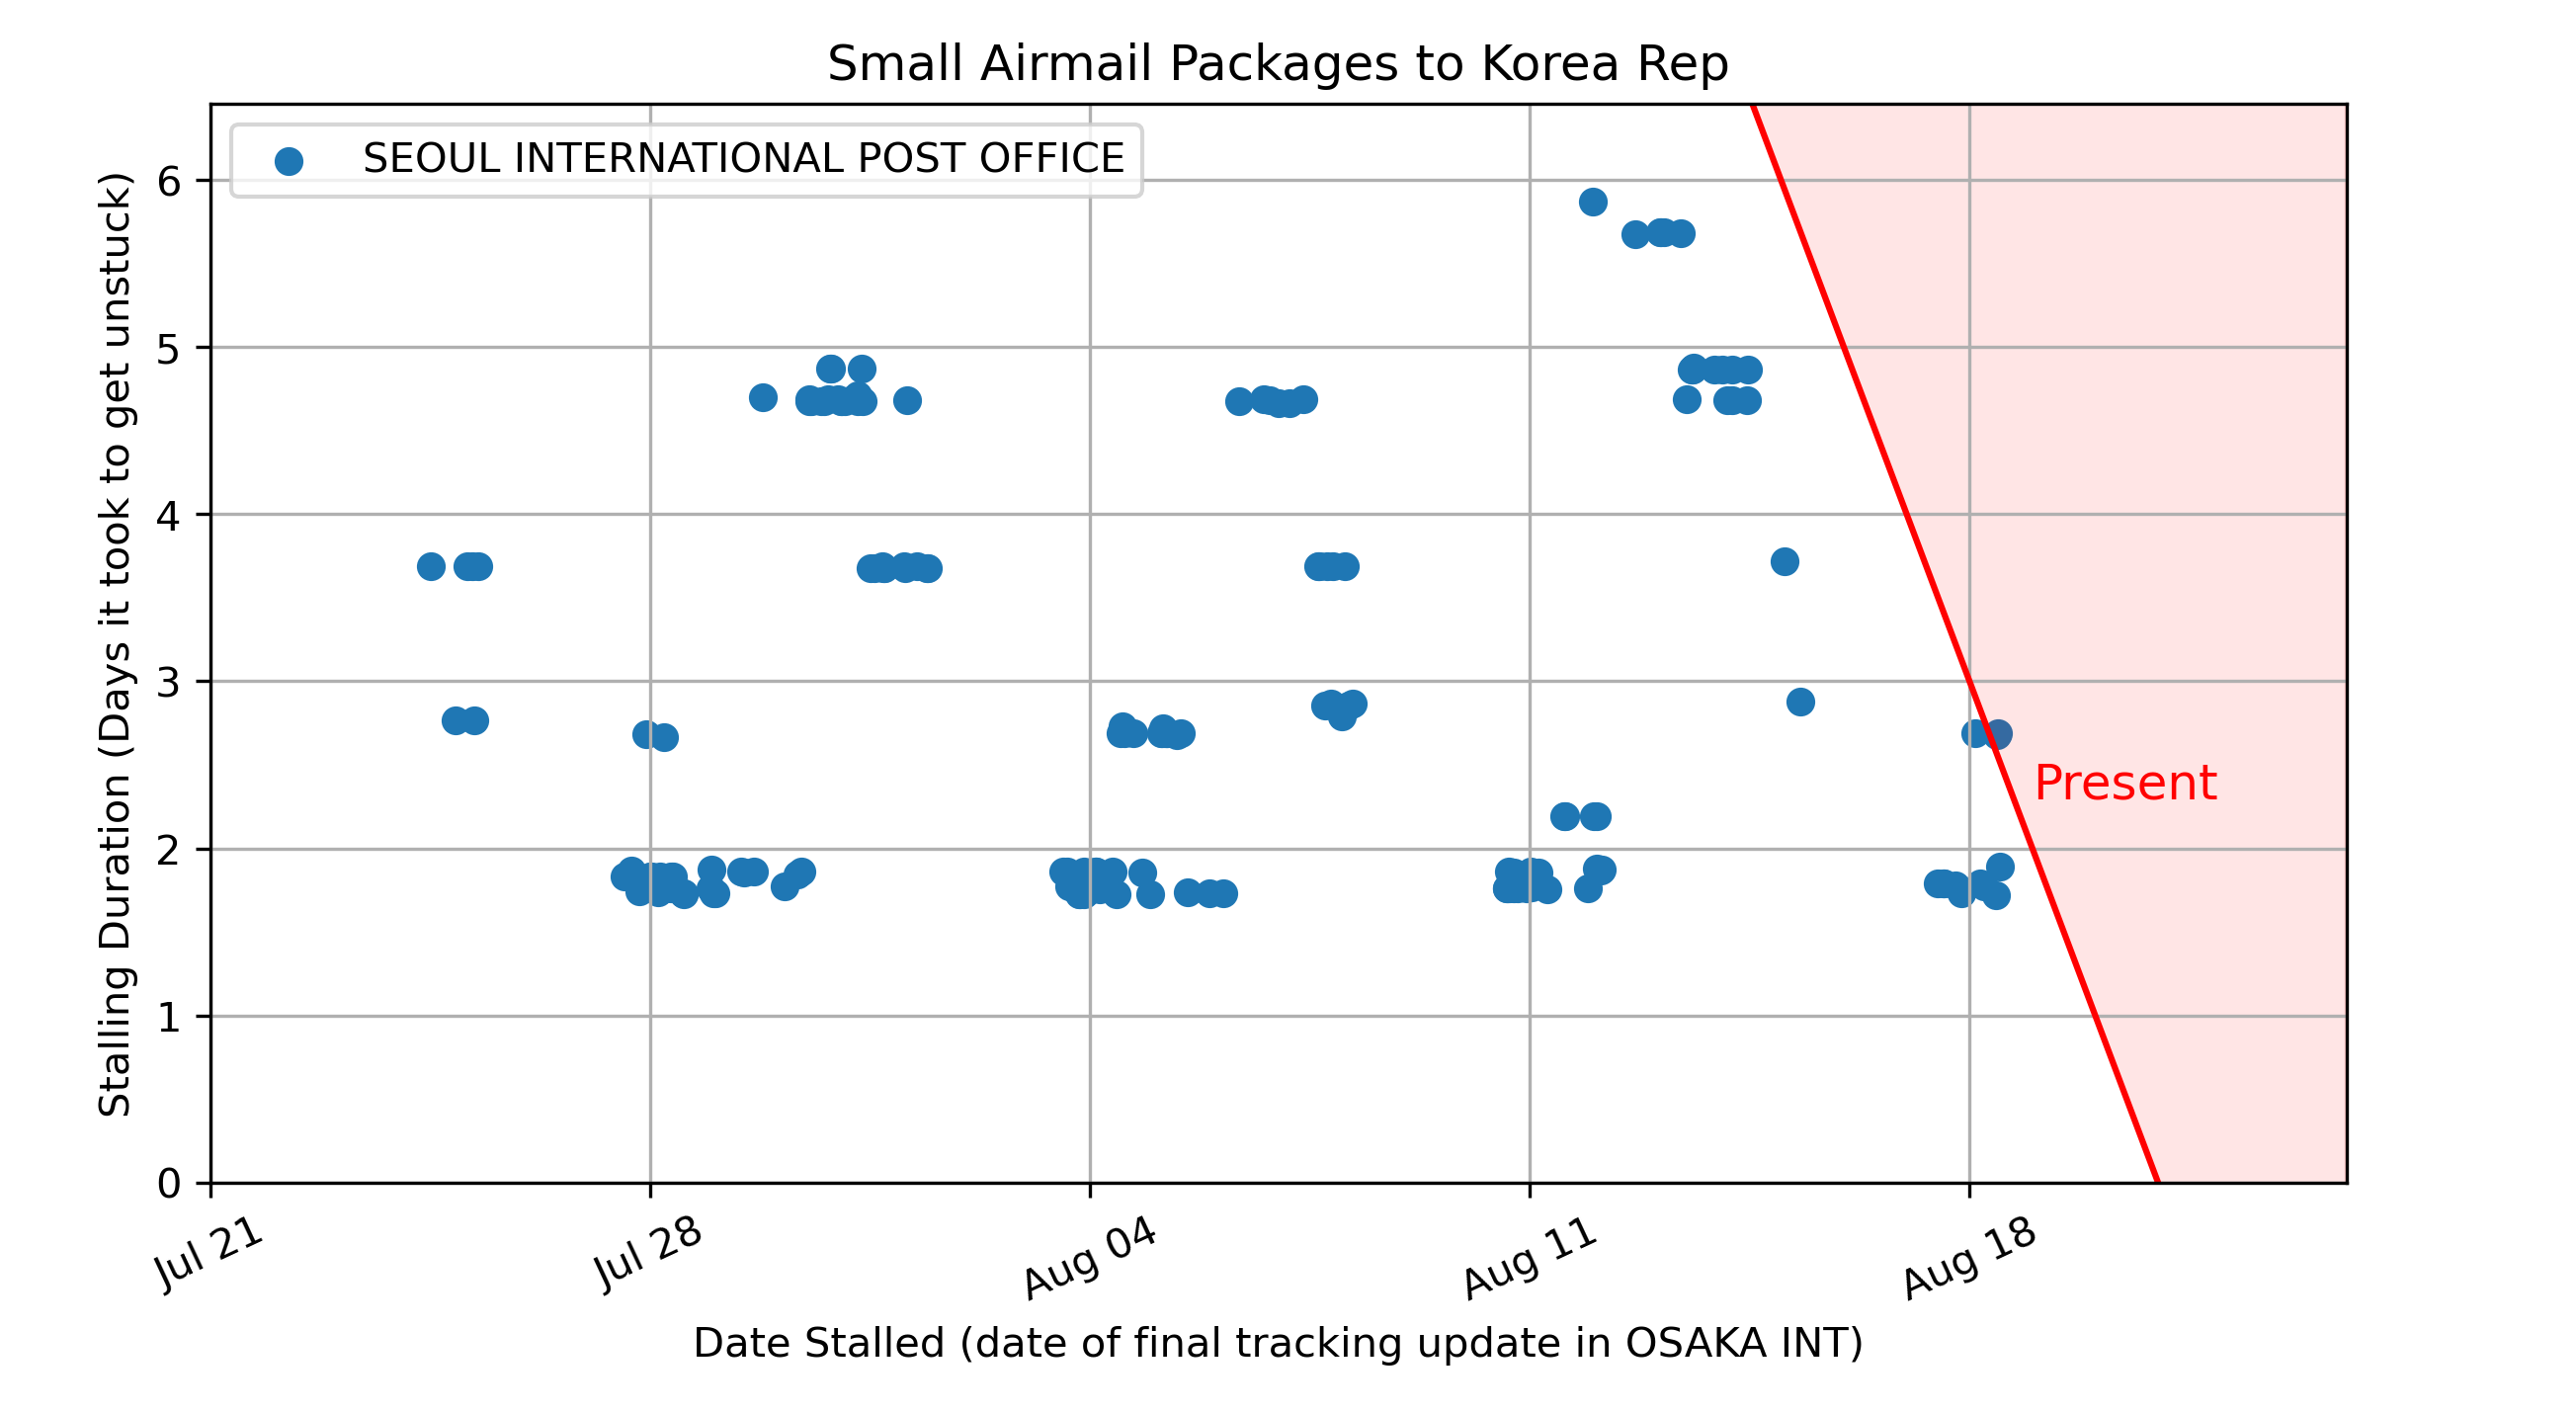 Small Airmail Packages to Korea Rep
SEOUL INTERNATIONAL POST OFFICE
Stalling Duration (Days it took to get unstuck)
6
5
4
3
2
1
0
Present
Jul 21
Jul 28
Aug 04
Aug 11
Aug 18
Date Stalled (date of final tracking update in OSAKA INT)